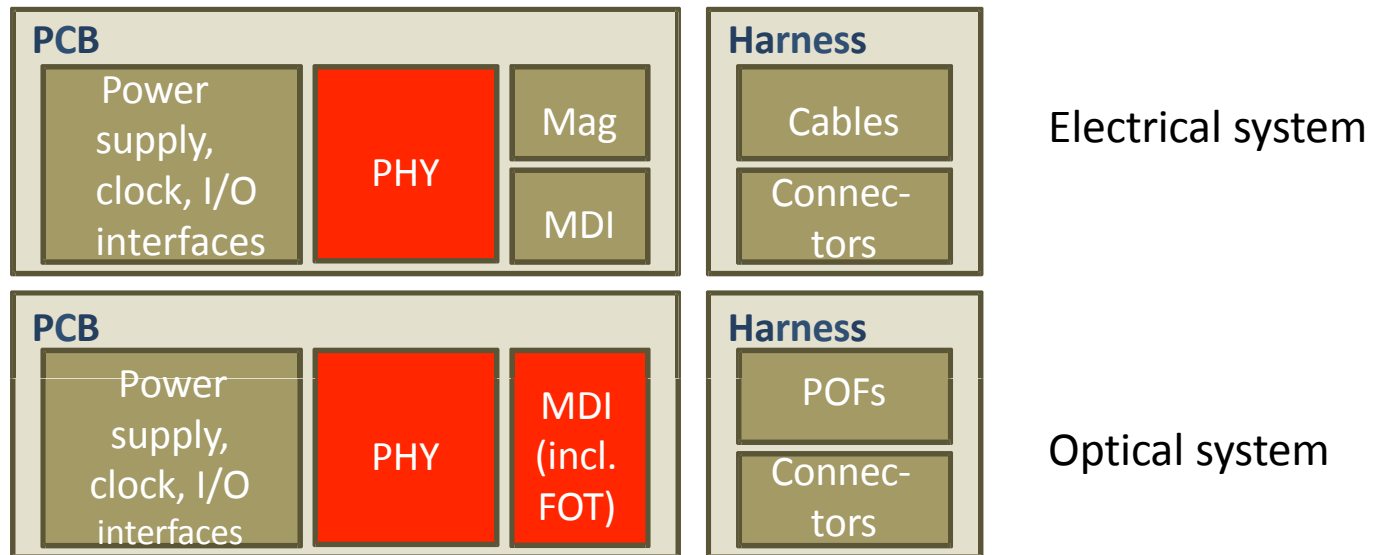 PCB
Power
supply,
clock, I/O
interfaces
PHY
Mag
MDI
Harness
Cables
Connec-
tors
Electrical system
PCB
Power
supply,
clock, I/O
interfaces
PHY
MDI
(incl.
FOT)
Harness
POFs
Connec-
tors
Optical system